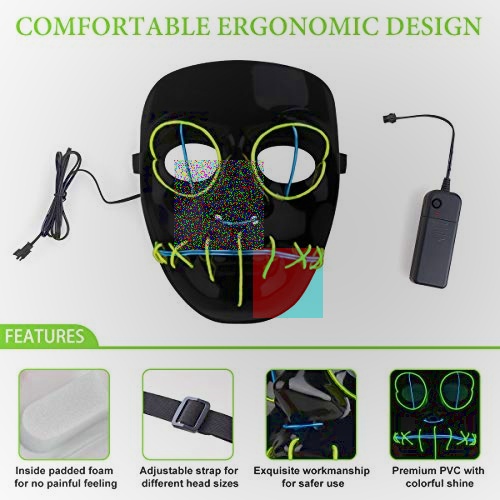 COMFORTABLE ERGONOMIC DESIGN
FEATURES
Inside padded foam
for no painful feeling
Adjustable strap for
different head sizes
Exquisite workmanship
for safer use
Premium PVC with
colorful shine